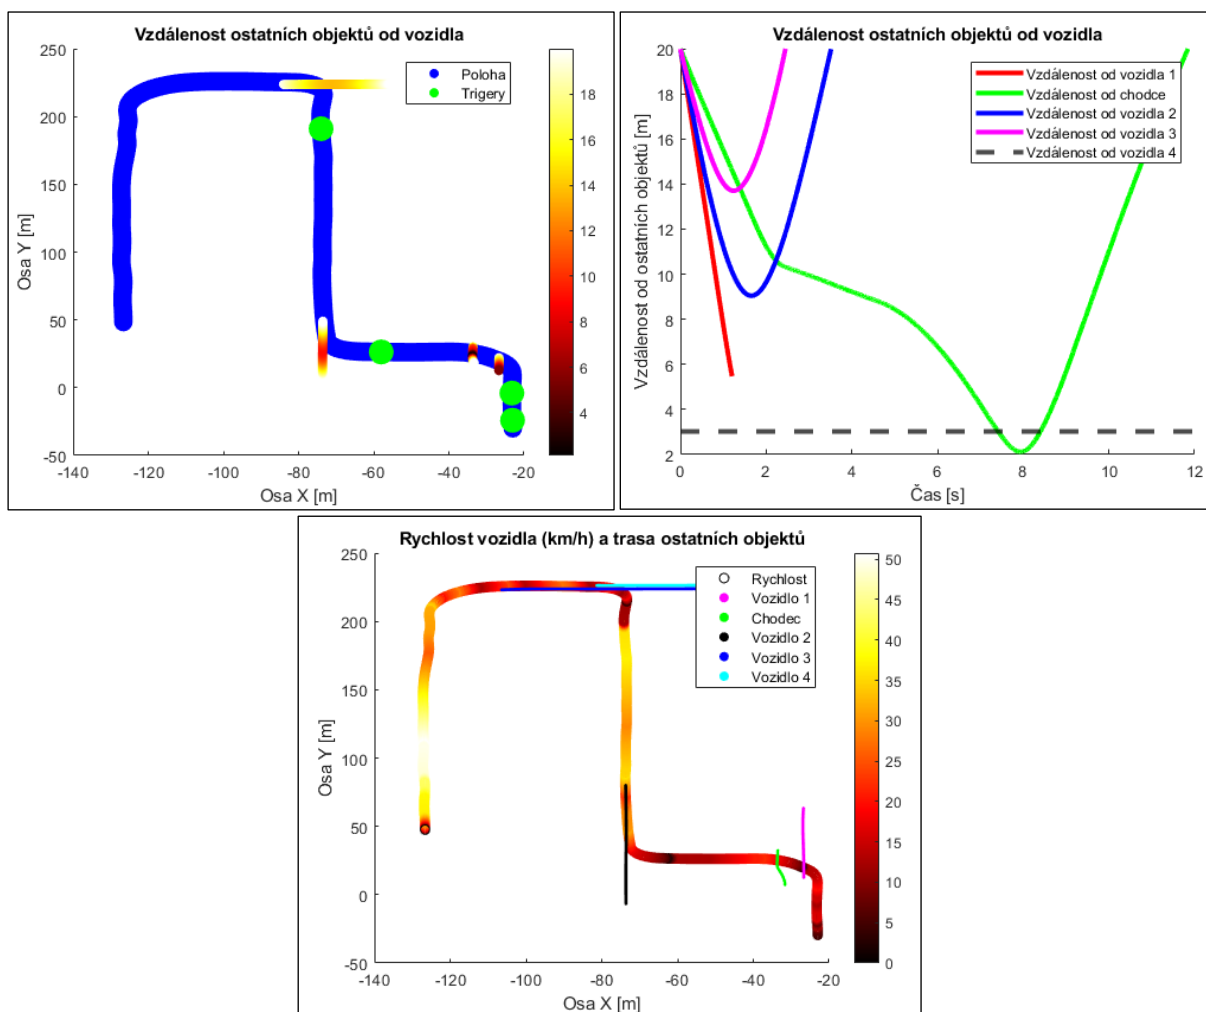 Vzdálenost ostatních objektů od vozidla
250
200
150
100
50
0
-50
-140
-120
-100
-80
-60
-40
-20
Osa X [m]
Osa Y [m]
Poloha
Trigery
18
16
14
12
10
8
6
4
Vzdálenost ostatních objektů od vozidla
20
18
16
14
12
10
8
6
4
2
0
2
4
6
8
10
12
Čas [s]
Vzdálenost od ostatních objektů [m]
Vzdálenost od vozidla 1
Vzdálenost od chodce
Vzdálenost od vozidla 2
Vzdálenost od vozidla 3
Vzdálenost od vozidla 4
Rychlost vozidla (km/h) a trasa ostatních objektů
250
200
150
100
50
0
-50
-140
-120
-100
-80
-60
-40
-20
Osa X [m]
Osa Y [m]
Rychlost
Vozidlo 1
Chodec
Vozidlo 2
Vozidlo 3
Vozidlo 4
50
45
40
35
30
25
20
15
10
5
0